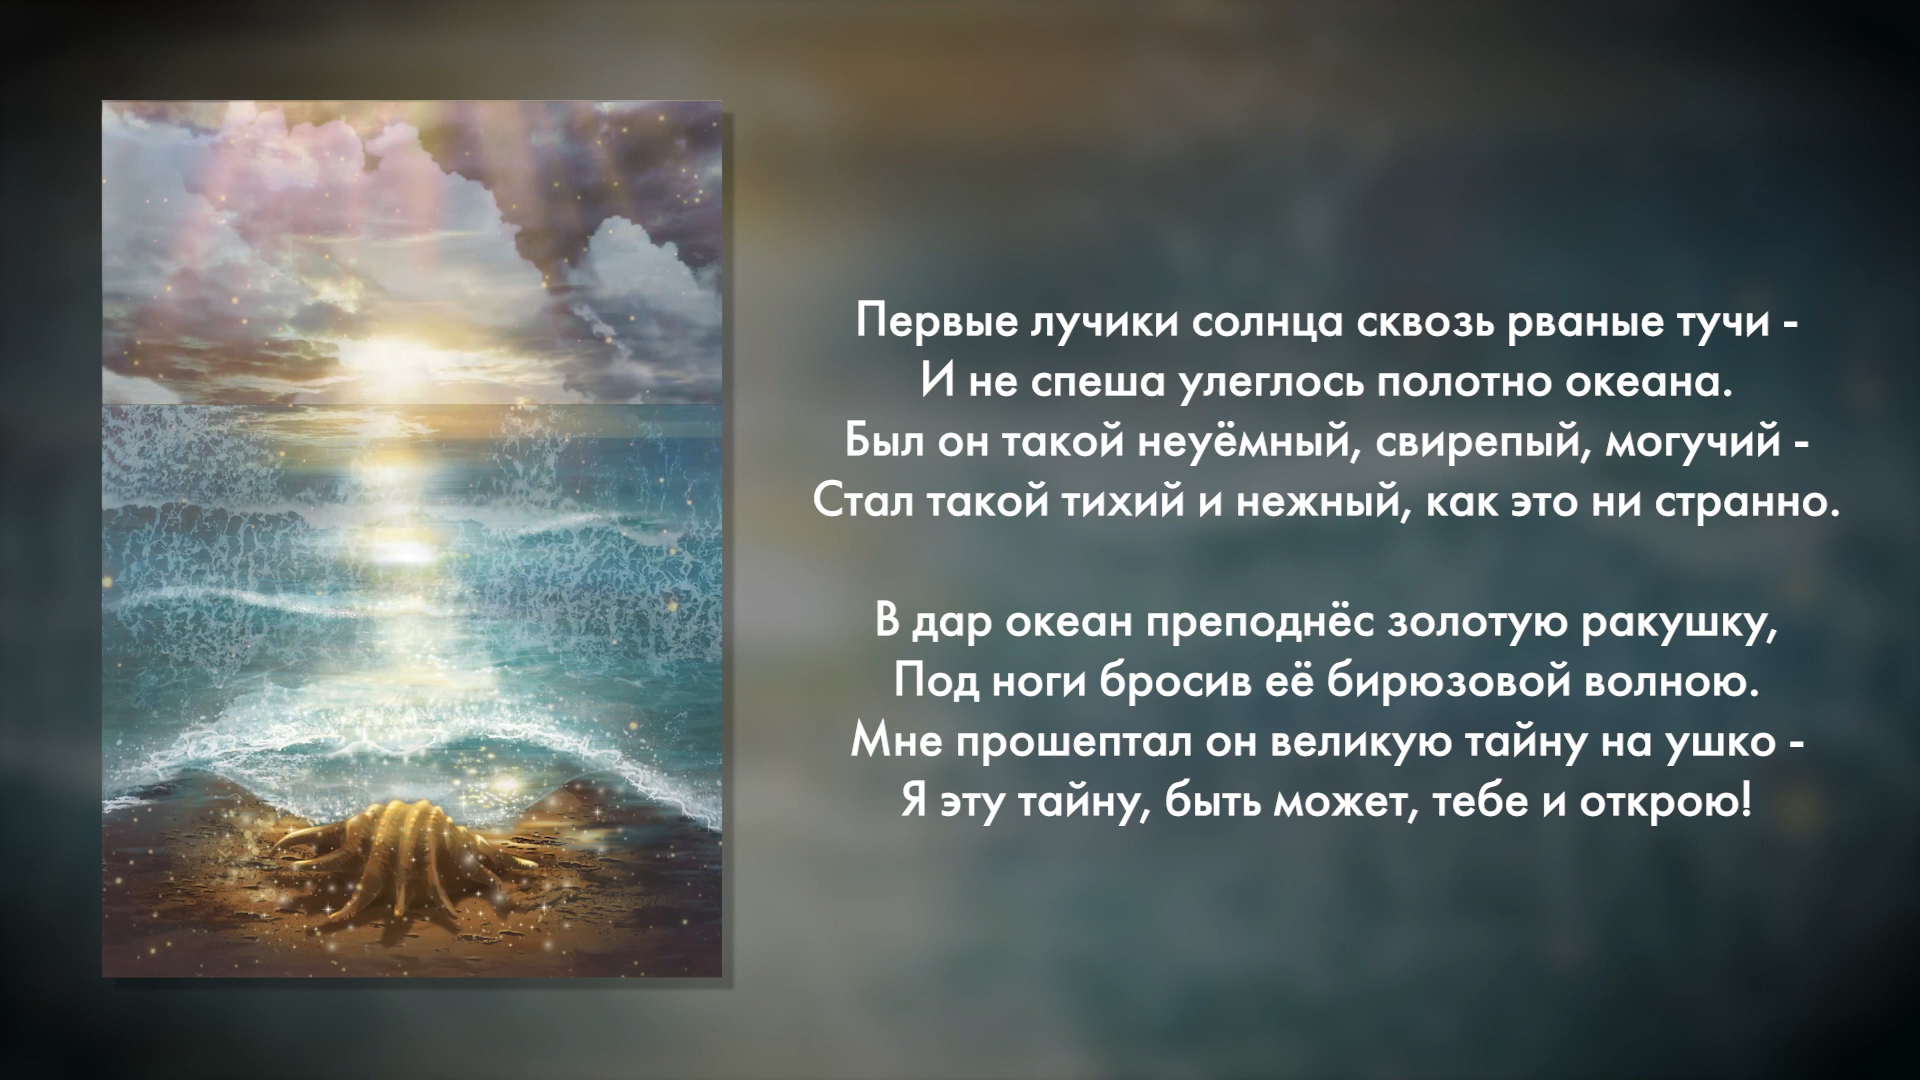 Первые лучики солнца сквозь рваные тучи -
И не спеша улеглось полотно океана.
Был он такой неуёмный, свирепый, могучий -
Стал такой тихий и нежный, как это ни странно.
В дар океан преподнёс золотую ракушку,
Под ноги бросив её бирюзовой волною.
Мне прошептал он великую тайну на ушко -
Я эту тайну, быть может, тебе и открою!